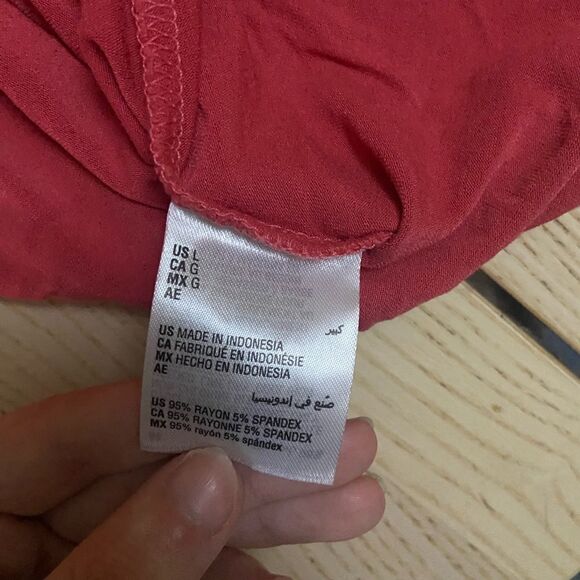 US L
CA G
MX G
AE
كبير
US MADE IN INDONESIA
CA FABRIQUÉ EN INDONÉSIE
MX HECHO EN INDONESIA
AE
صنع في إندونيسيا
US 95% RAYON 5% SPANDEX
CA 95% RAYONNE 5% SPANDEX
MX 95% rayón 5% spándex